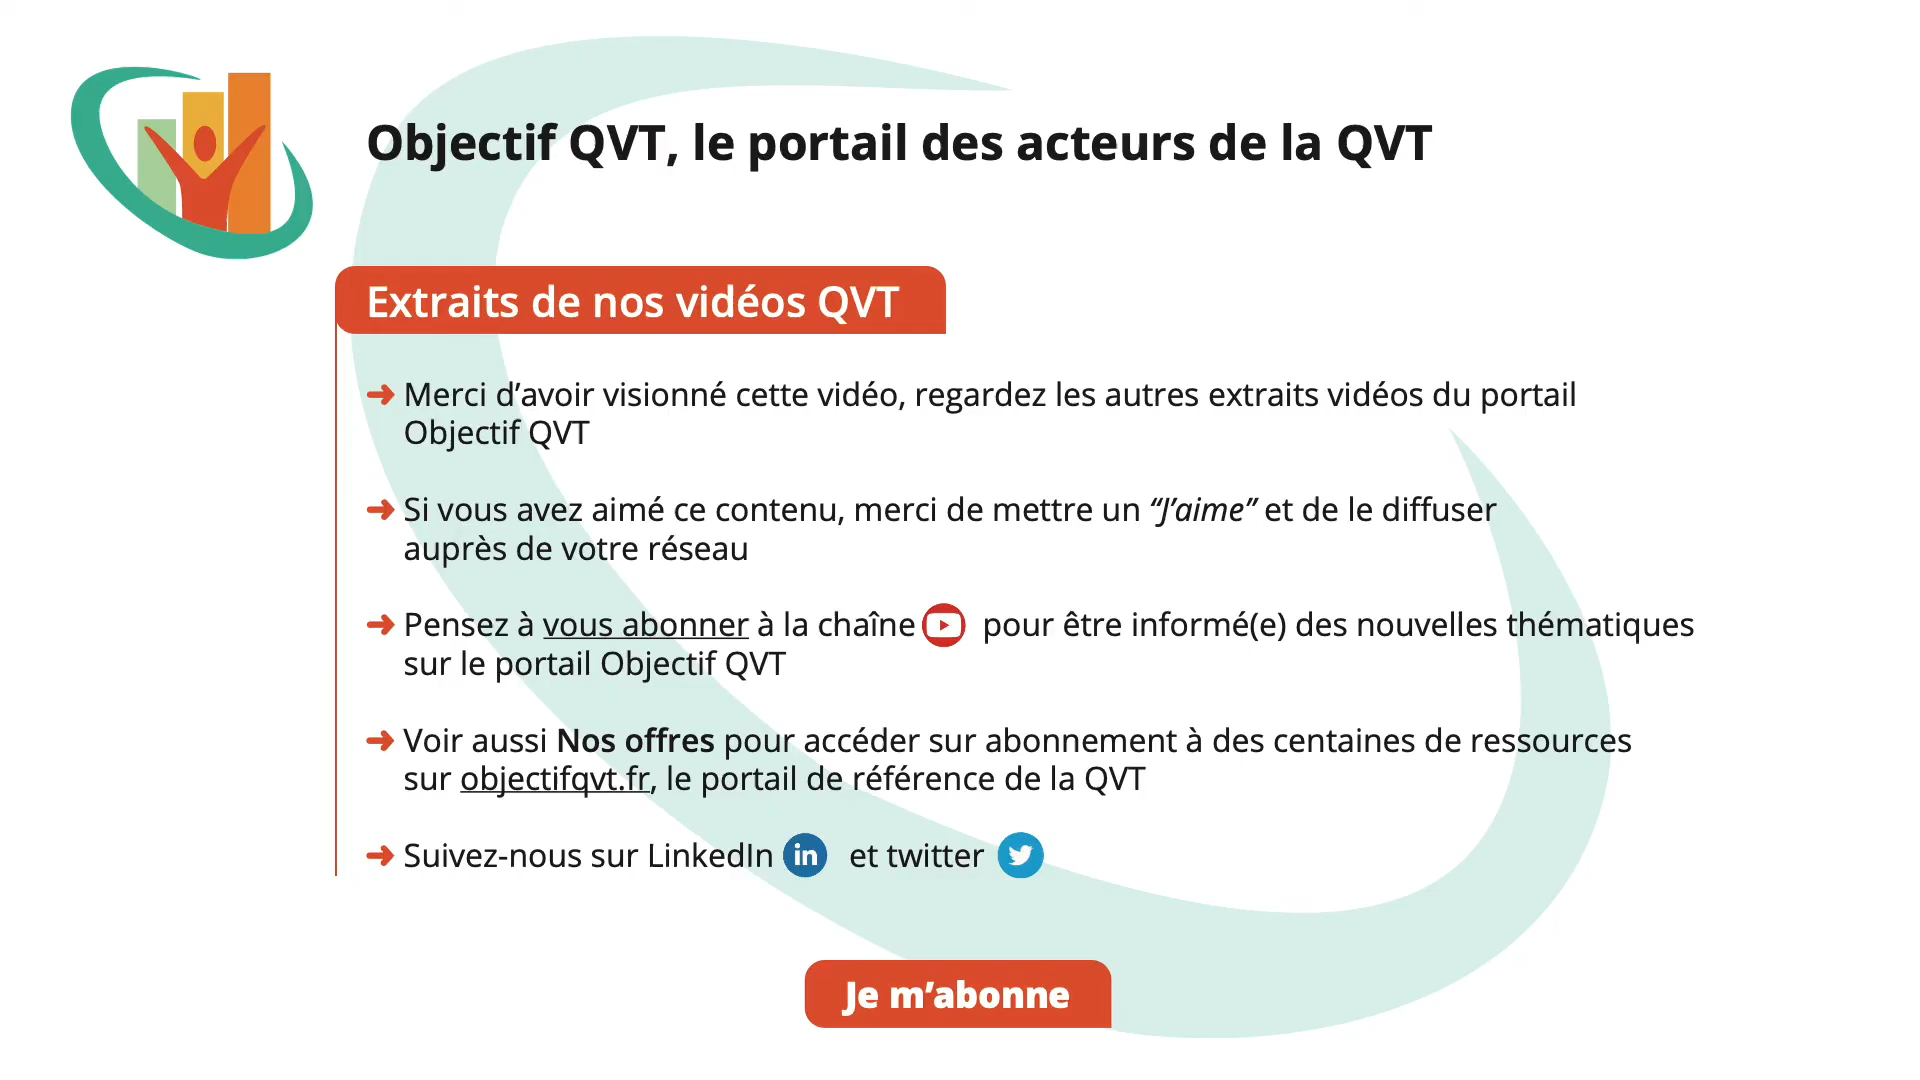 Objectif QVT, le portail des acteurs de la QVT
Extraits de nos vidéos QVT
➜ Merci d’avoir visionné cette vidéo, regardez les autres extraits vidéos du portail
Objectif QVT
➜ Si vous avez aimé ce contenu, merci de mettre un “J’aime” et de le diffuser
auprès de votre réseau
➜ Pensez à vous abonner à la chaîne pour être informé(e) des nouvelles thématiques
sur le portail Objectif QVT
➜ Voir aussi Nos offres pour accéder sur abonnement à des centaines de ressources
sur objectifqvt.fr, le portail de référence de la QVT
➜ Suivez-nous sur LinkedIn in et twitter
Je m’abonne